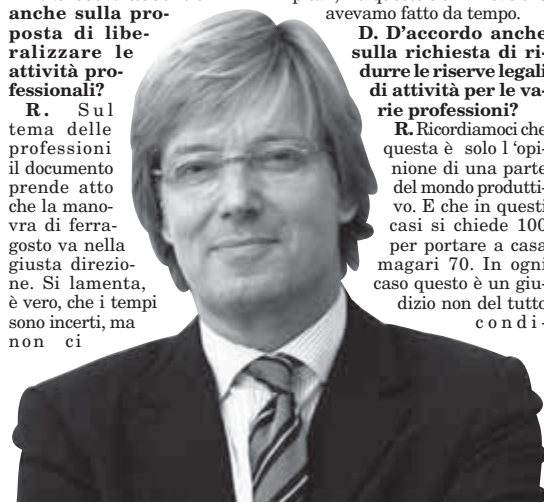 anche sulla pro-
posta di libe-
ralizzare le
attività pro-
fessionali?
R. Sul
tema delle
professioni
il documento
prende atto
che la mano-
vra di ferra-
gosto va nella
giusta direzio-
ne. Si lamenta,
è vero, che i tempi
sono incerti, ma
non ci
avevamo fatto da tempo.
D. D'accordo anche
sulla richiesta di ri-
durre le riserve legali
di attività per le va-
rie professioni?
R. Ricordiamoci che
questa è solo l 'opi-
nione di una parte
del mondo produtti-
vo. E che in questi
casi si chiede 100
per portare a casa
magari 70. In ogni
caso questo è un giu-
dizio non del tutto
condi-